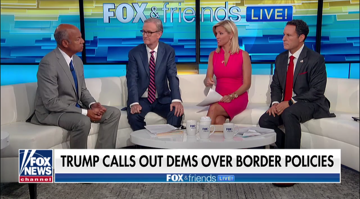 FOX & friends LIVE!
FOX
NEWS
channel
TRUMP CALLS OUT DEMS OVER BORDER POLICIES
FOX & friends LIVE!